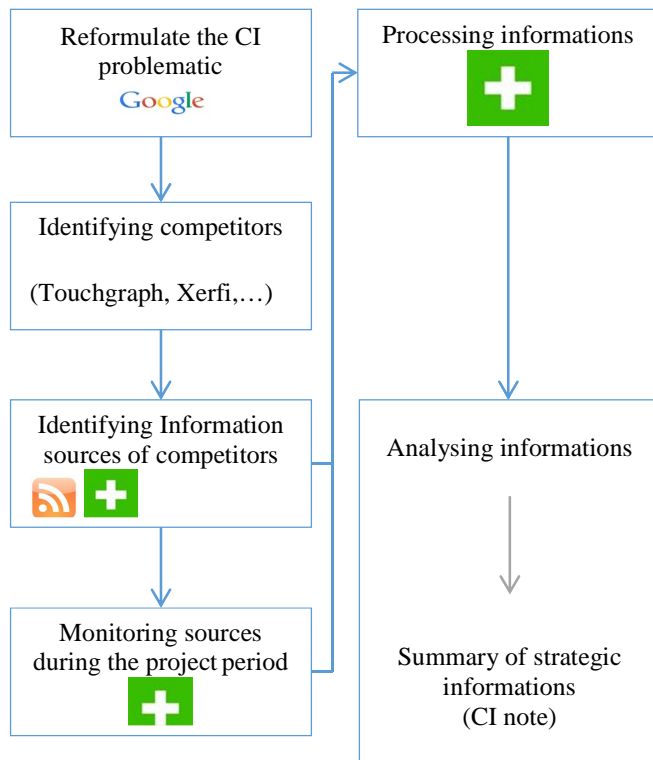 Reformulate the CI
problematic
Google
Identifying competitors
(Touchgraph, Xerfi,…)
Identifying Information
sources of competitors
Monitoring sources
during the project period
Processing informations
Analysing informations
Summary of strategic
informations
(CI note)